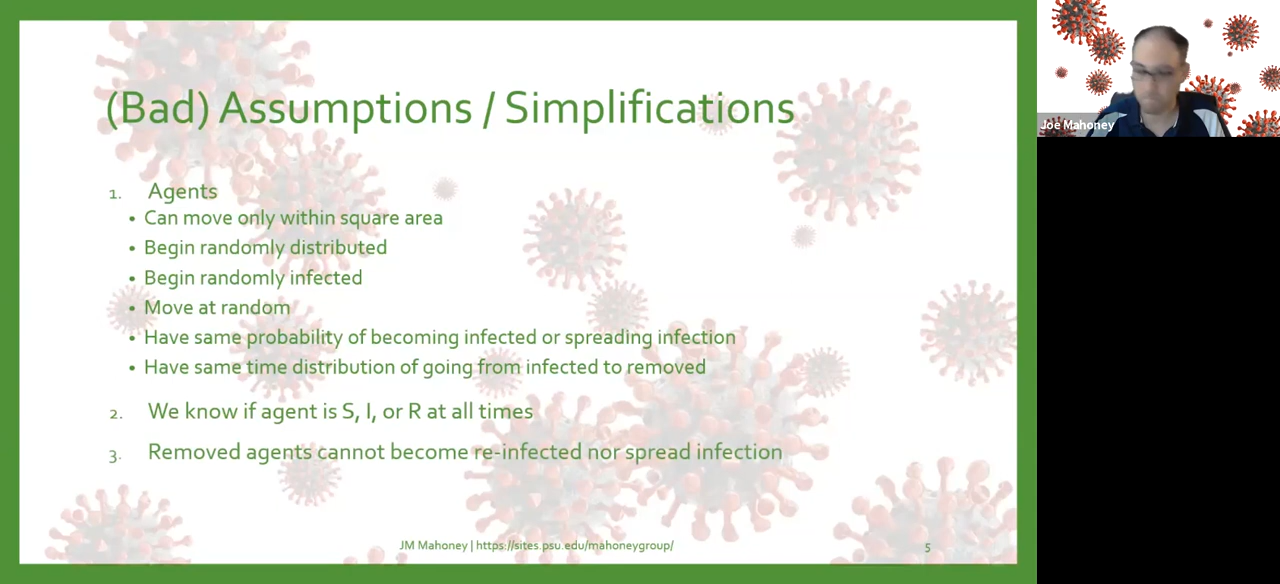 (Bad) Assumptions / Simplifications
1. Agents
• Can move only within square area
• Begin randomly distributed
• Begin randomly infected
• Move at random
• Have same probability of becoming infected or spreading infection
• Have same time distribution of going from infected to removed
2. We know if agent is S, I, or R at all times
3. Removed agents cannot become re-infected nor spread infection
JM Mahoney | https://sites.psu.edu/mahoneygroup/
5
Joe Mahoney